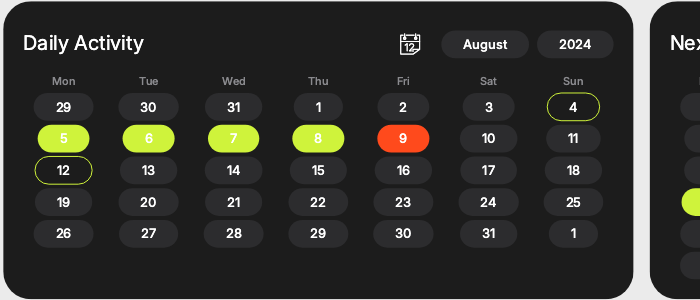 Daily Activity 12 August 2024
Mon Tue Wed Thu Fri Sat Sun
29 30 31 1 2 3 4
5 6 7 8 9 10 11
12 13 14 15 16 17 18
19 20 21 22 23 24 25
26 27 28 29 30 31 1